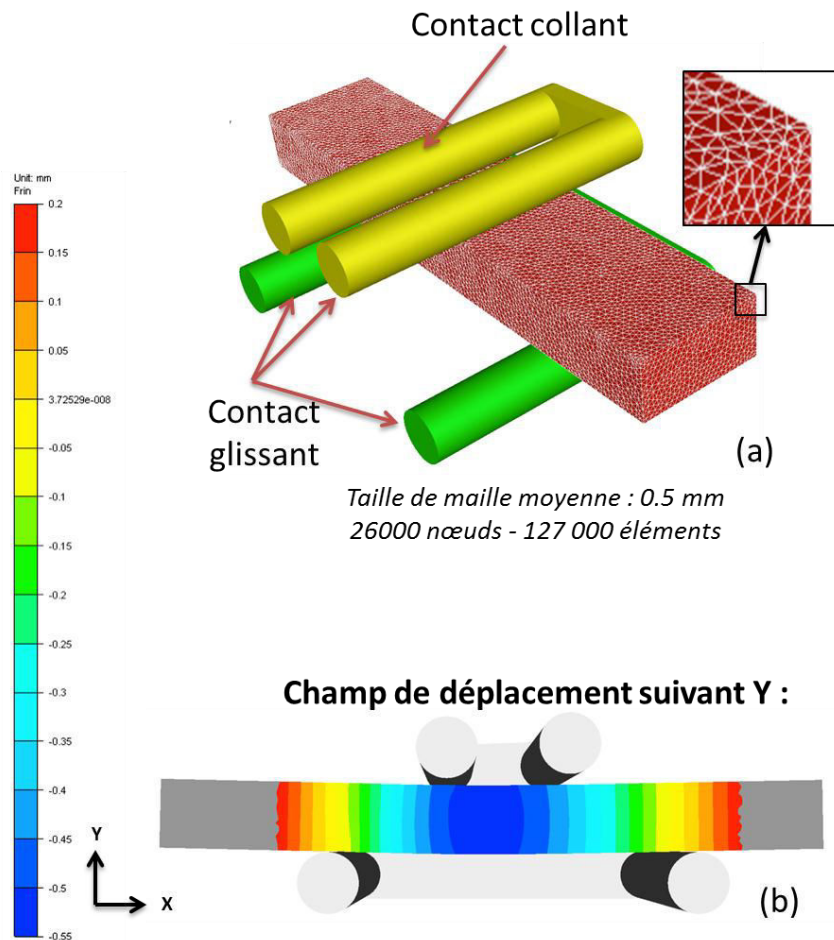 Contact collant
Unit: mm
Frin
0.2
0.15
0.1
0.05
3.72529e-008
-0.05
-0.1
-0.15
-0.2
-0.25
-0.3
-0.35
-0.4
-0.45
-0.5
-0.55
Contact
glissant
(a)
Taille de maille moyenne : 0.5 mm
26000 nœuds - 127 000 éléments
Champ de déplacement suivant Y :
Y
X
(b)